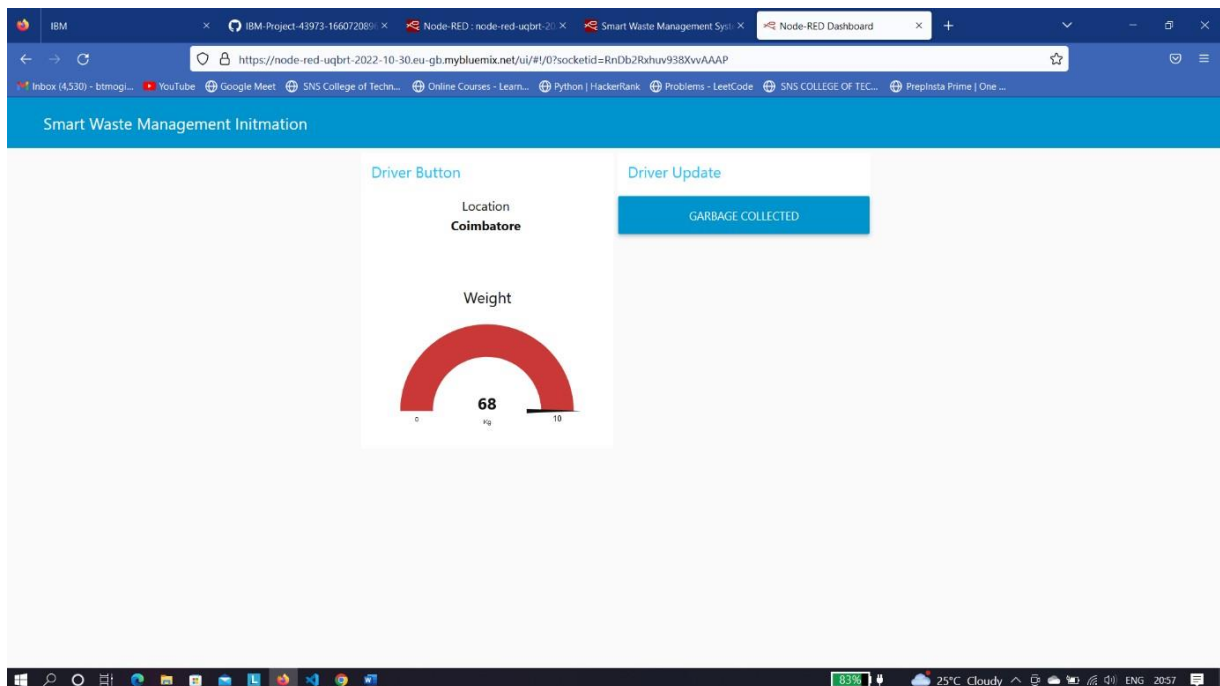 IBM
IBM-Project-43973-166072089
Node-RED : node-red-uqbrt-20
Smart Waste Management Syst
Node-RED Dashboard
https://node-red-uqbrt-2022-10-30.eu-gb.mybluemix.net/ui/#!/0?socketid=RnDb2Rxhuv938XvvAAAP
Inbox (4,530) - btmogi... YouTube Google Meet SNS College of Techn... Online Courses - Learn... Python | HackerRank Problems - LeetCode SNS COLLEGE OF TEC... PrepInsta Prime | One ...
Smart Waste Management Initmation
Driver Button
Location
Coimbatore
Weight
68
Kg
0
10
Driver Update
GARBAGE COLLECTED
83%
25°C Cloudy
ENG
20:57